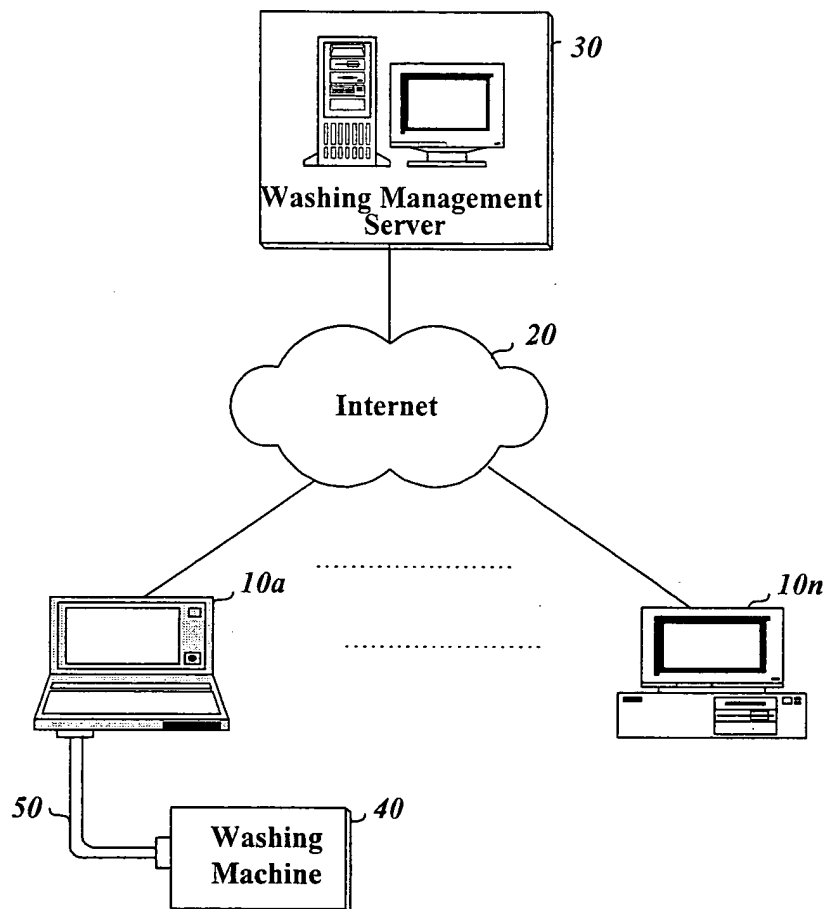 30
Washing Management
Server
20
Internet
10a
10n
50
40
Washing
Machine